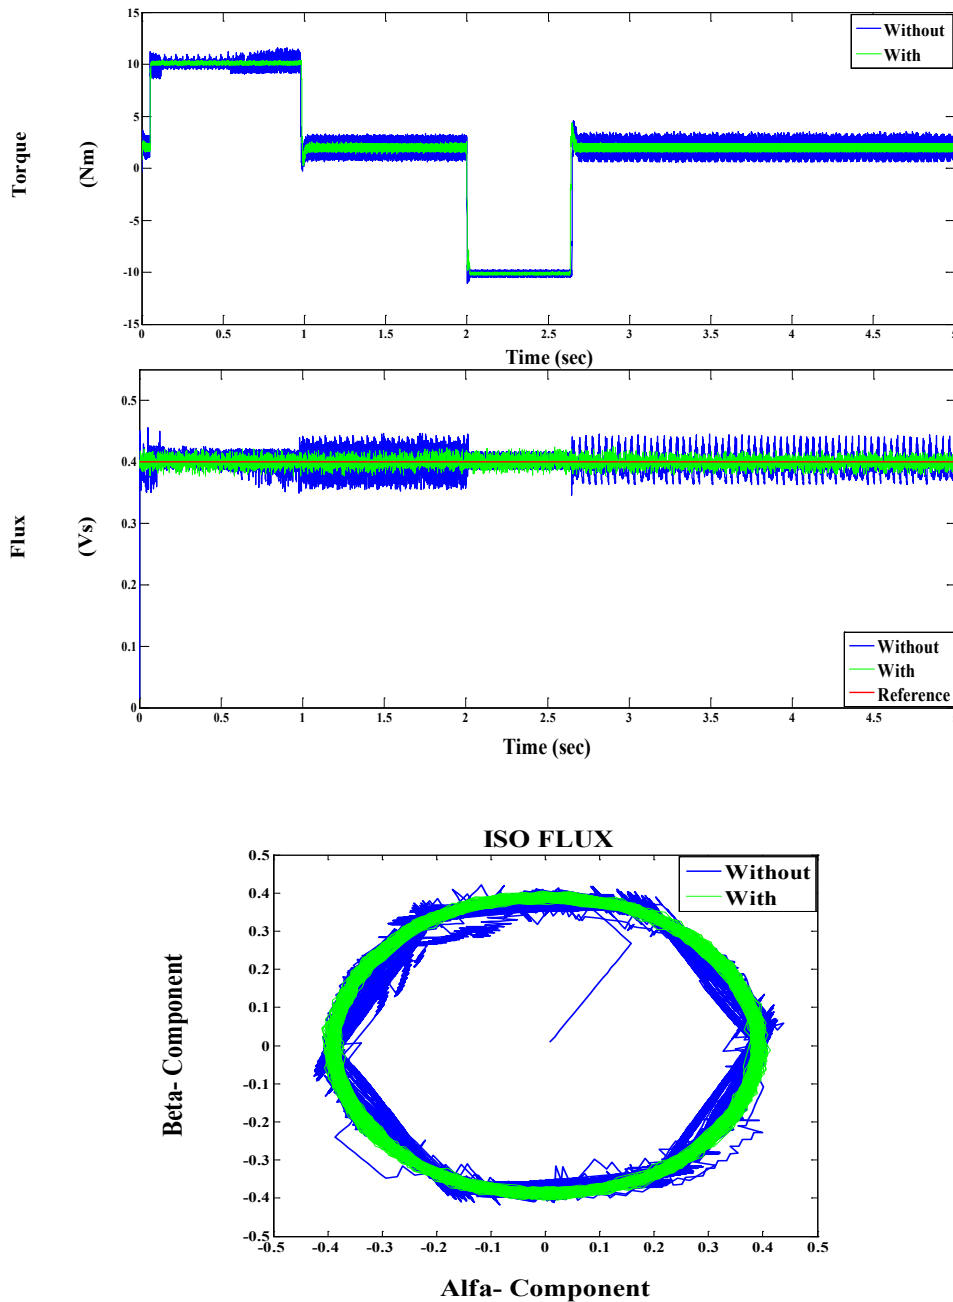 15
10
5
0
-5
-10
-15
Torque (Nm)
Without
With
0 0.5 1 1.5 2 2.5 3 3.5 4 4.5
Time (sec)
0.5
0.4
0.3
0.2
0.1
0
Flux (Vs)
Without
With
Reference
0 0.5 1 1.5 2 2.5 3 3.5 4 4.5
Time (sec)
ISO FLUX
0.5
0.4
0.3
0.2
0.1
0
-0.1
-0.2
-0.3
-0.4
-0.5
Beta- Component
Without
With
-0.5 -0.4 -0.3 -0.2 -0.1 0 0.1 0.2 0.3 0.4 0.5
Alfa- Component